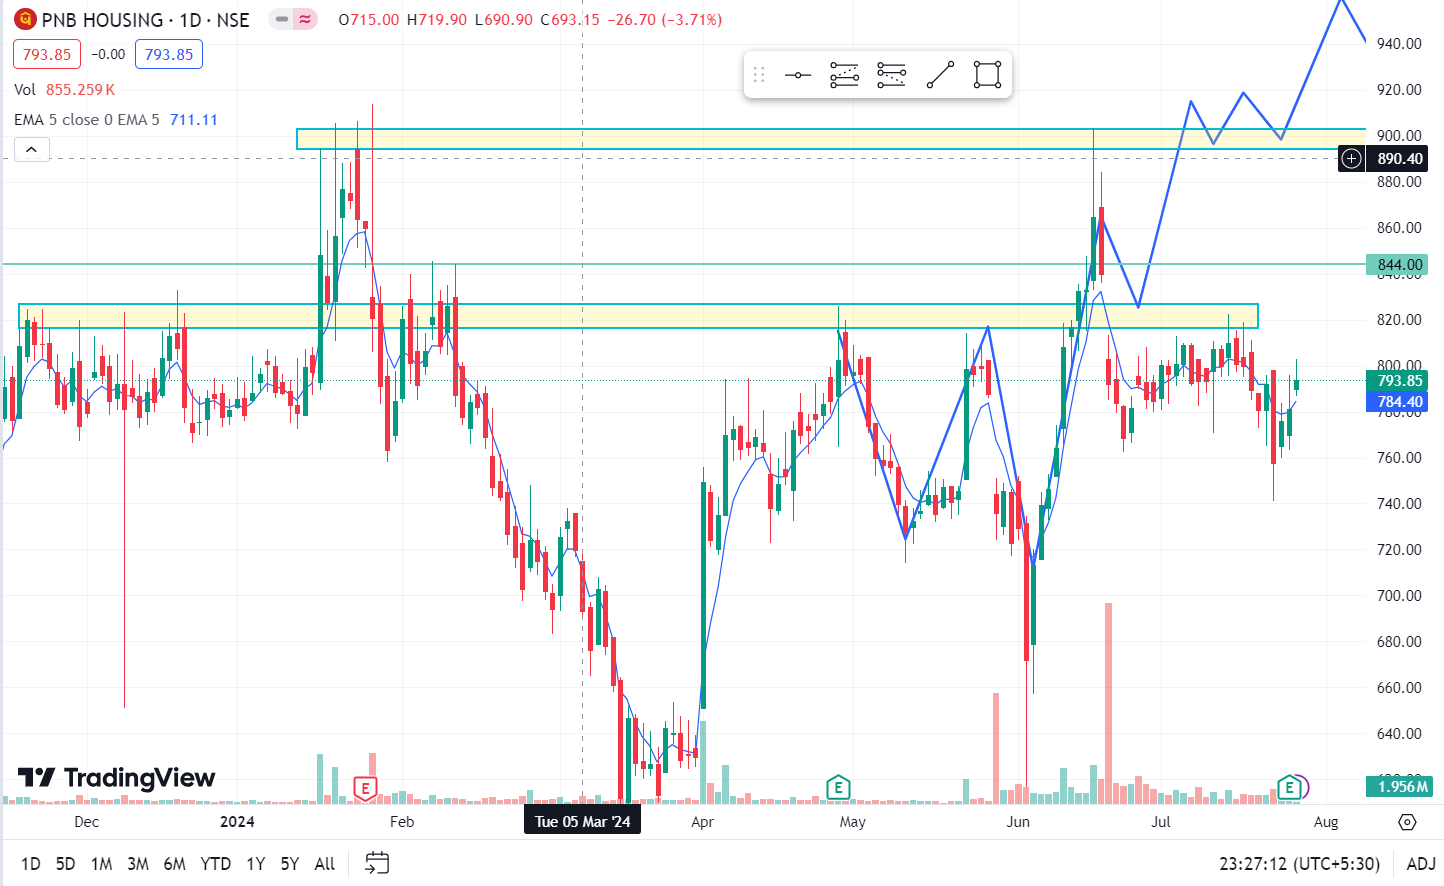 PNB HOUSING · 1D · NSE O715.00 H719.90 L690.90 C693.15 −26.70 (−3.71%)
793.85 −0.00 793.85
Vol 855.259 K
EMA 5 close 0 EMA 5 711.11
940.00
920.00
900.00
890.40
880.00
860.00
844.00
840.00
820.00
800.00
793.85
784.40
780.00
760.00
740.00
720.00
700.00
680.00
660.00
640.00
1.956M
TradingView
E
E
E
Dec 2024 Feb Tue 05 Mar '24 Apr May Jun Jul Aug
1D 5D 1M 3M 6M YTD 1Y 5Y All 23:27:12 (UTC+5:30) ADJ